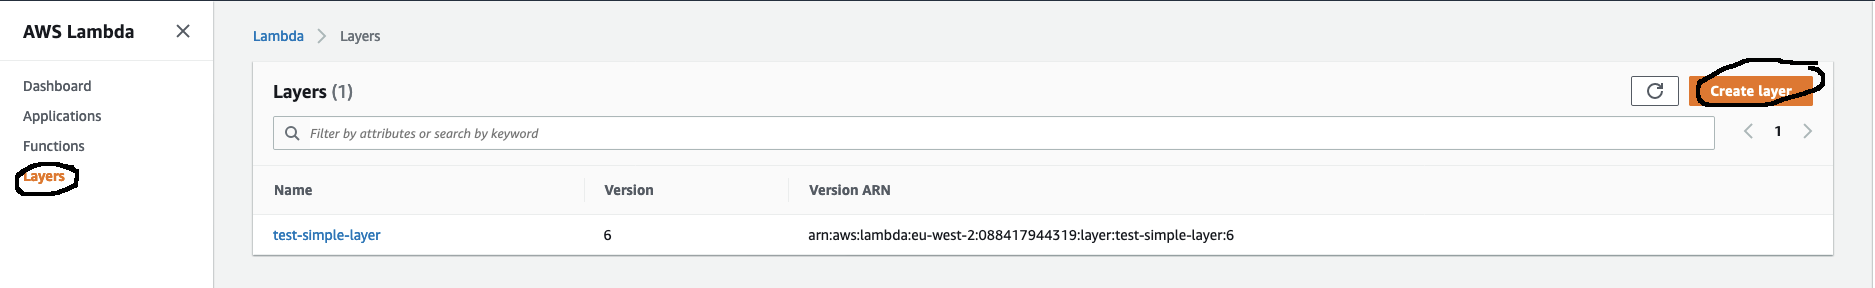 AWS Lambda
Dashboard
Applications
Functions
Layers
Lambda > Layers
Layers (1)
Create layer
Filter by attributes or search by keyword
1
Name Version Version ARN
test-simple-layer 6 arn:aws:lambda:eu-west-2:088417944319:layer:test-simple-layer:6